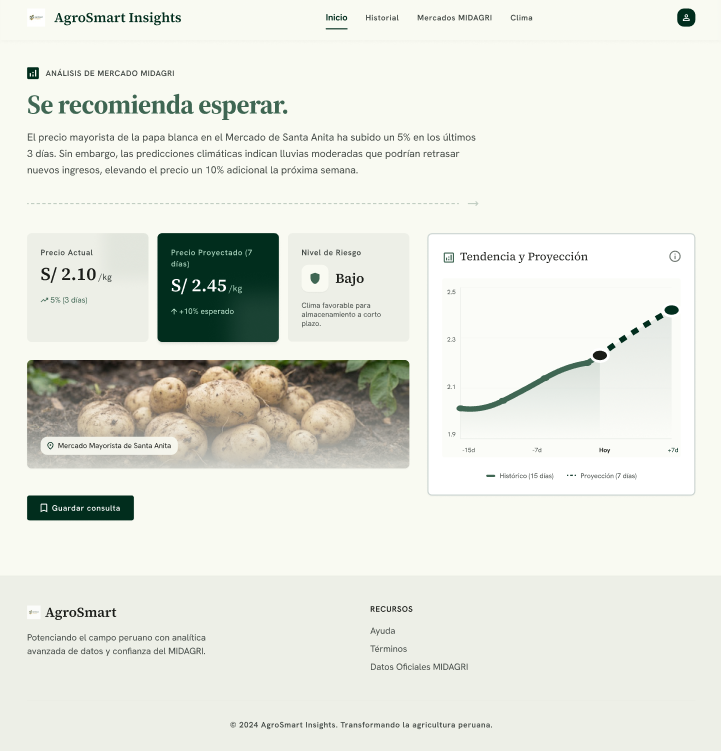 AgroSmart Insights
Inicio Historial Mercados MIDAGRI Clima
ANÁLISIS DE MERCADO MIDAGRI
Se recomienda esperar.
El precio mayorista de la papa blanca en el Mercado de Santa Anita ha subido un 5% en los últimos
3 días. Sin embargo, las predicciones climáticas indican lluvias moderadas que podrían retrasar
nuevos ingresos, elevando el precio un 10% adicional la próxima semana.
Precio Actual
S/ 2.10 /kg
5% (3 días)
Precio Proyectado (7
días)
S/ 2.45 /kg
+10% esperado
Nivel de Riesgo
Bajo
Clima favorable para
almacenamiento a corto
plazo.
Mercado Mayorista de Santa Anita
Guardar consulta
Tendencia y Proyección
2.5
2.3
2.1
1.9
-15d -7d Hoy +7d
Histórico (15 días) Proyección (7 días)
AgroSmart
Potenciando el campo peruano con analítica
avanzada de datos y confianza del MIDAGRI.
RECURSOS
Ayuda
Términos
Datos Oficiales MIDAGRI
© 2024 AgroSmart Insights. Transformando la agricultura peruana.